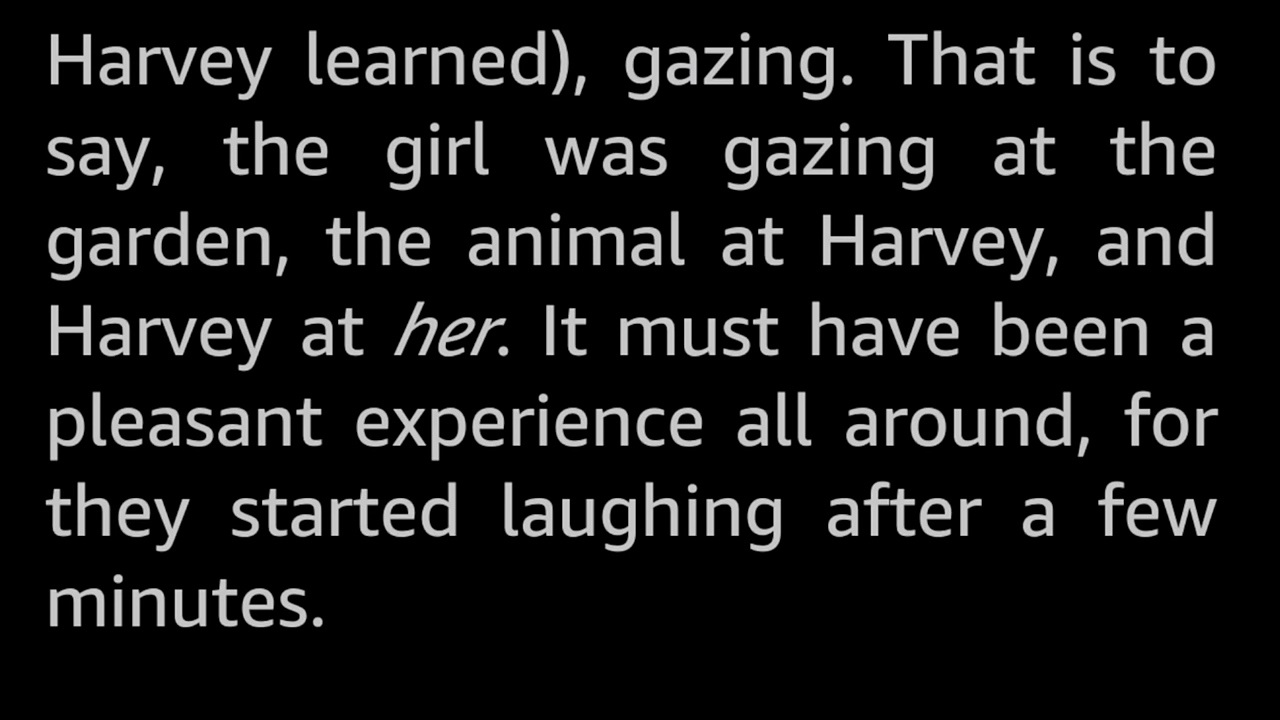 Harvey learned), gazing. That is to
say, the girl was gazing at the
garden, the animal at Harvey, and
Harvey at her. It must have been a
pleasant experience all around, for
they started laughing after a few
minutes.